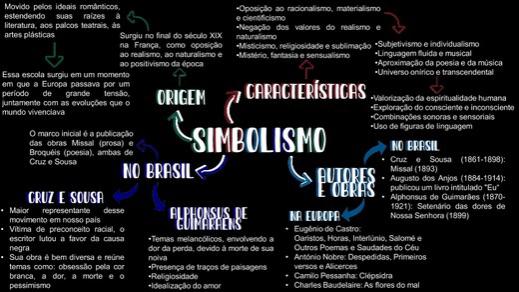 Movido pelos ideais românticos,
estendendo suas raízes à
literatura, aos palcos teatrais, às
artes plásticas
Surgiu no final do século XIX
na França, como oposição
ao realismo, ao naturalismo e
ao positivismo da época
Essa escola surgiu em um momento
em que a Europa passava por um
período de grande tensão,
juntamente com as evoluções que o
mundo vivenciava
ORIGEM
•Oposição ao racionalismo, materialismo
e cientificismo
•Negação dos valores do realismo e
naturalismo
•Misticismo, religiosidade e sublimação
•Mistério, fantasia e sensualismo
•Subjetivismo e individualismo
•Linguagem fluida e musical
•Aproximação da poesia e da música
•Universo onírico e transcendental
CARACTERÍSTICAS
•Valorização da espiritualidade humana
•Exploração do consciente e inconsciente
•Combinações sonoras e sensoriais
•Uso de figuras de linguagem
SIMBOLISMO
O marco inicial é a publicação
das obras Missal (prosa) e
Broquéis (poesia), ambas de
Cruz e Sousa
NO BRASIL
CRUZ E SOUSA
• Maior representante desse
movimento em nosso país
• Vítima de preconceito racial, o
escritor lutou a favor da causa
negra
• Sua obra é bem diversa e reúne
temas como: obsessão pela cor
branca, a dor, a morte e o
pessimismo
ALPHONSUS DE
GUIMARAENS
•Temas melancólicos, envolvendo a
dor da perda, devido à morte de sua
noiva
•Presença de traços de paisagens
•Religiosidade
•Idealização do amor
AUTORES
E OBRAS
NO BRASIL
• Cruz e Sousa (1861-1898):
Missal (1893)
• Augusto dos Anjos (1884-1914):
publicou um livro intitulado "Eu"
• Alphonsus de Guimarães (1870-
1921): Setenário das dores de
Nossa Senhora (1899)
NA EUROPA
• Eugênio de Castro:
Oaristos, Horas, Interlúnio, Salomé e
Outros Poemas e Saudades do Céu
• António Nobre: Despedidas, Primeiros
versos e Alicerces
• Camilo Pessanha: Clépsidra
• Charles Baudelaire: As flores do mal